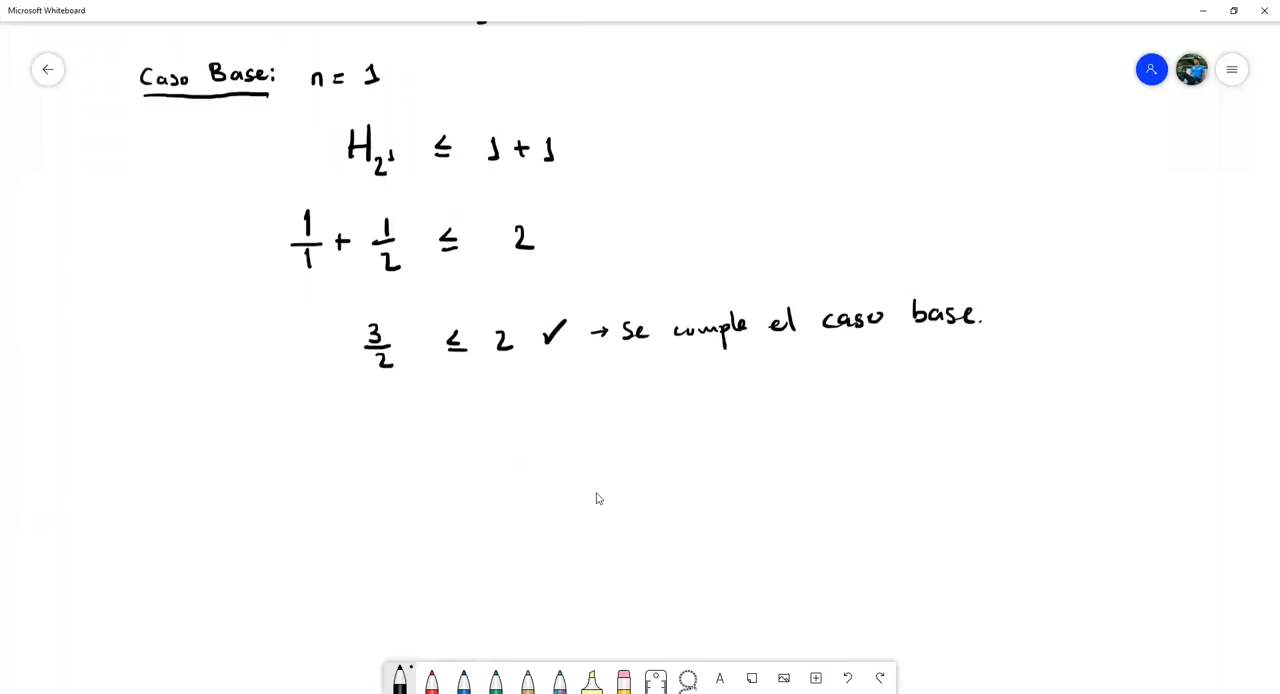 Microsoft Whiteboard
Caso Base: n = 1
H_{2^1} ≤ 1 + 1
1/1 + 1/2 ≤ 2
3/2 ≤ 2 ✓ → Se cumple el caso base.
A